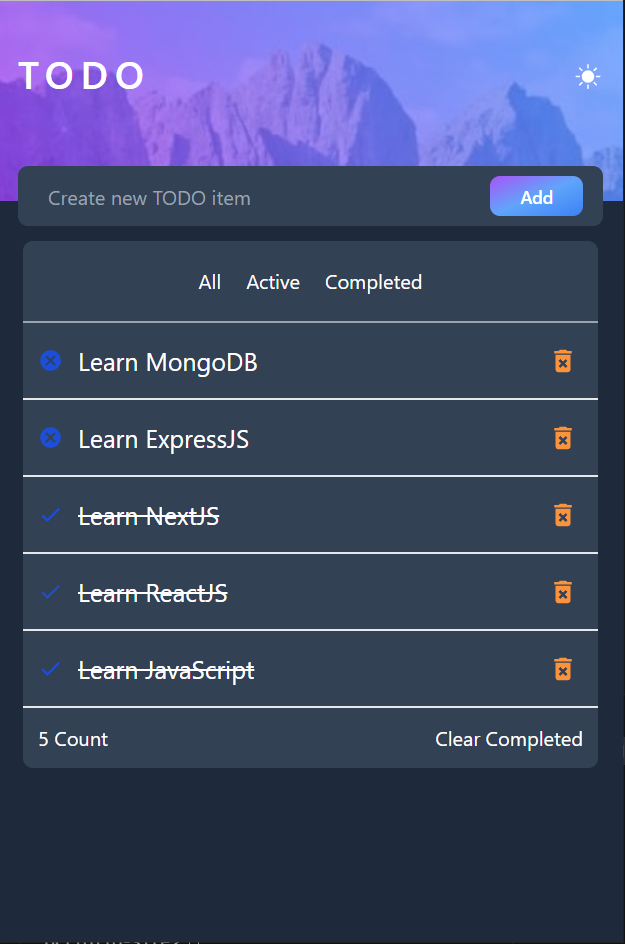 TODO
Create new TODO item Add
All Active Completed
Learn MongoDB
Learn ExpressJS
Learn NextJS
Learn ReactJS
Learn JavaScript
5 Count Clear Completed